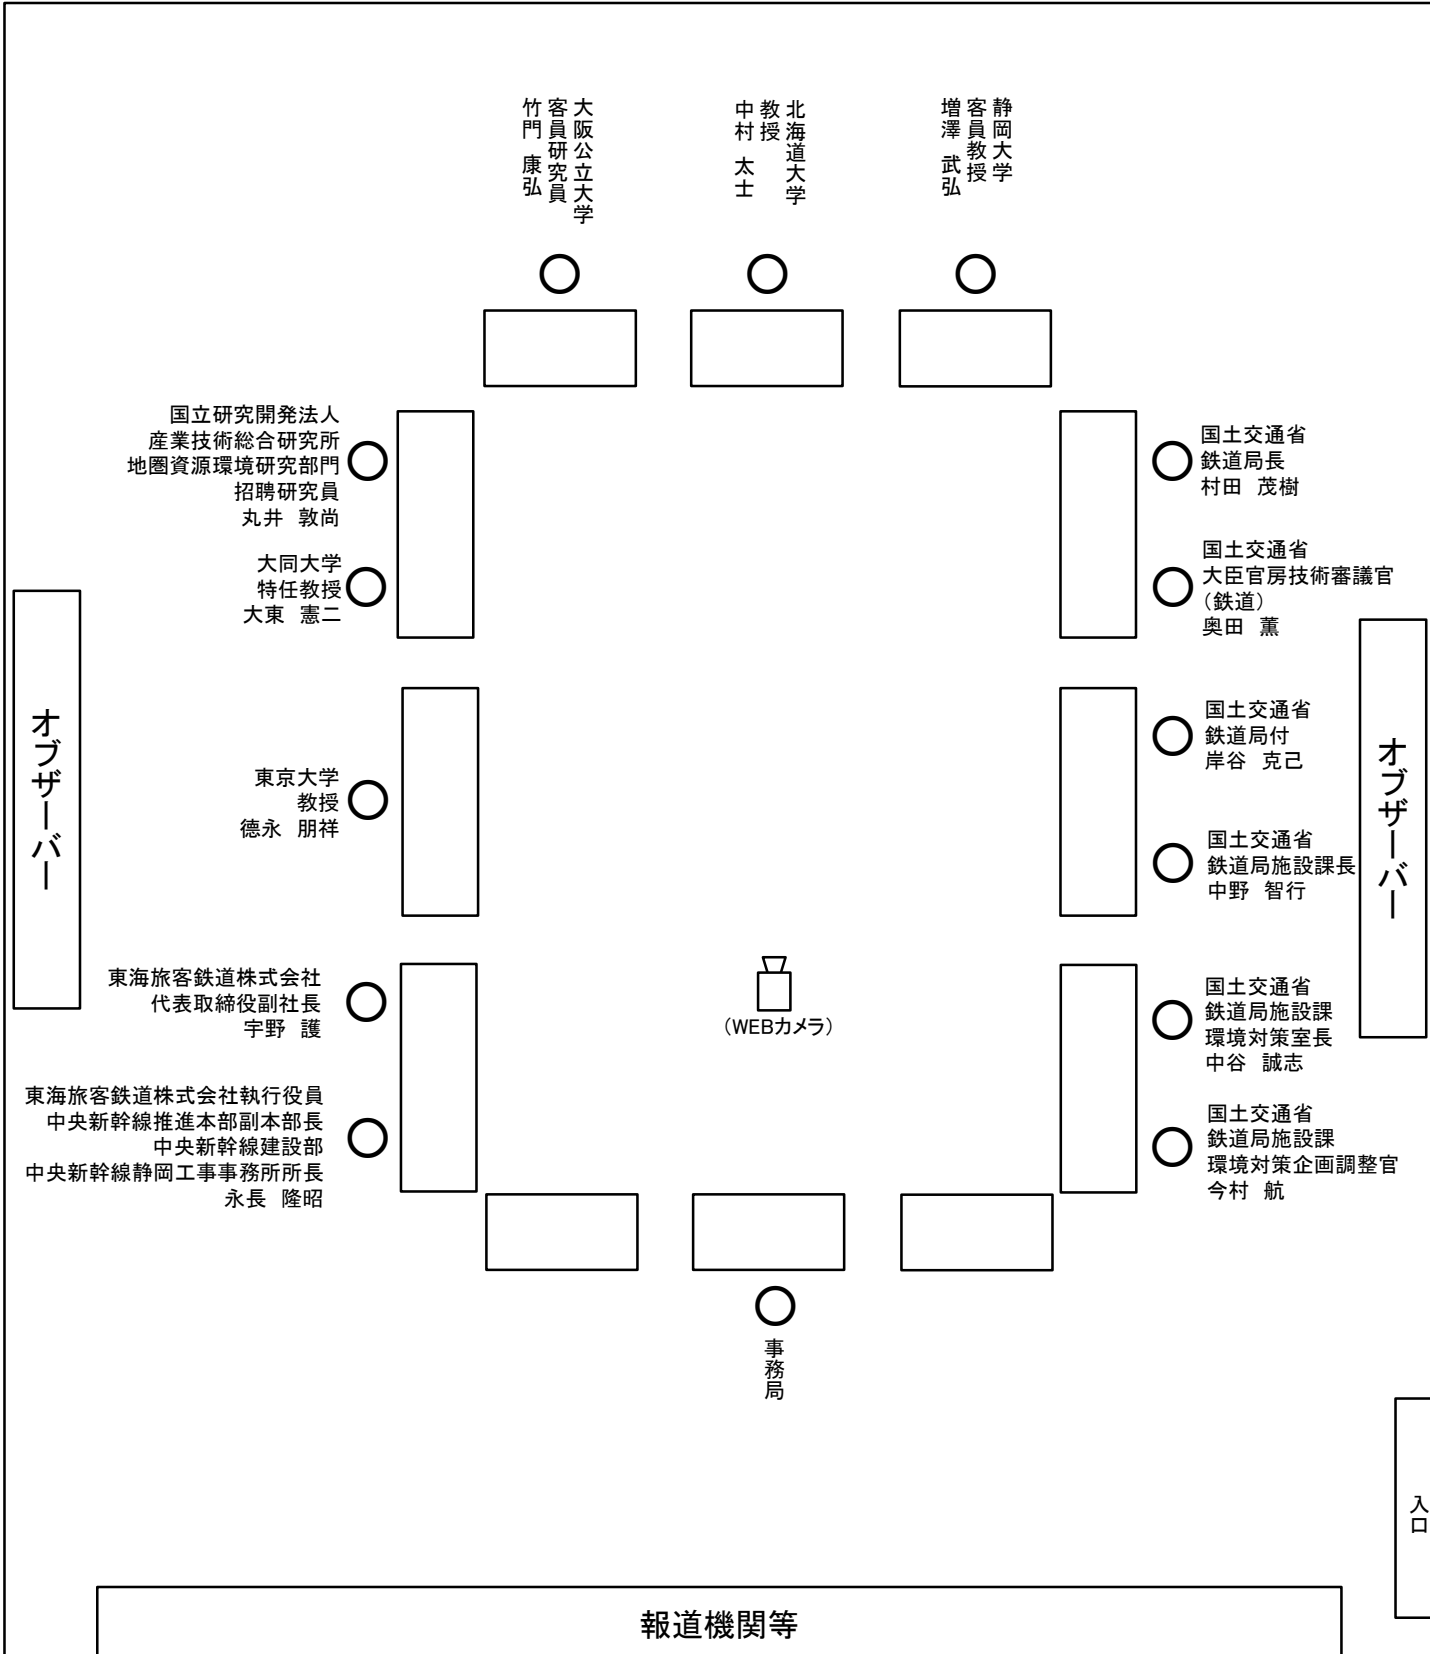 大阪公立大学
客員研究員
竹門 康弘
北海道大学
教授
中村 太士
静岡大学
客員教授
増澤 武弘
国立研究開発法人
産業技術総合研究所
地圏資源環境研究部門
招聘研究員
丸井 敦尚
大同大学
特任教授
大東 憲二
東京大学
教授
德永 朋祥
東海旅客鉄道株式会社
代表取締役副社長
宇野 護
東海旅客鉄道株式会社執行役員
中央新幹線推進本部副本部長
中央新幹線建設部
中央新幹線静岡工事事務所所長
永長 隆昭
国土交通省
鉄道局長
村田 茂樹
国土交通省
大臣官房技術審議官
（鉄道）
奥田 薫
国土交通省
鉄道局付
岸谷 克己
国土交通省
鉄道局施設課長
中野 智行
国土交通省
鉄道局施設課
環境対策室長
中谷 誠志
国土交通省
鉄道局施設課
環境対策企画調整官
今村 航
オブザーバー
オブザーバー
（WEBカメラ）
事務局
入口
報道機関等